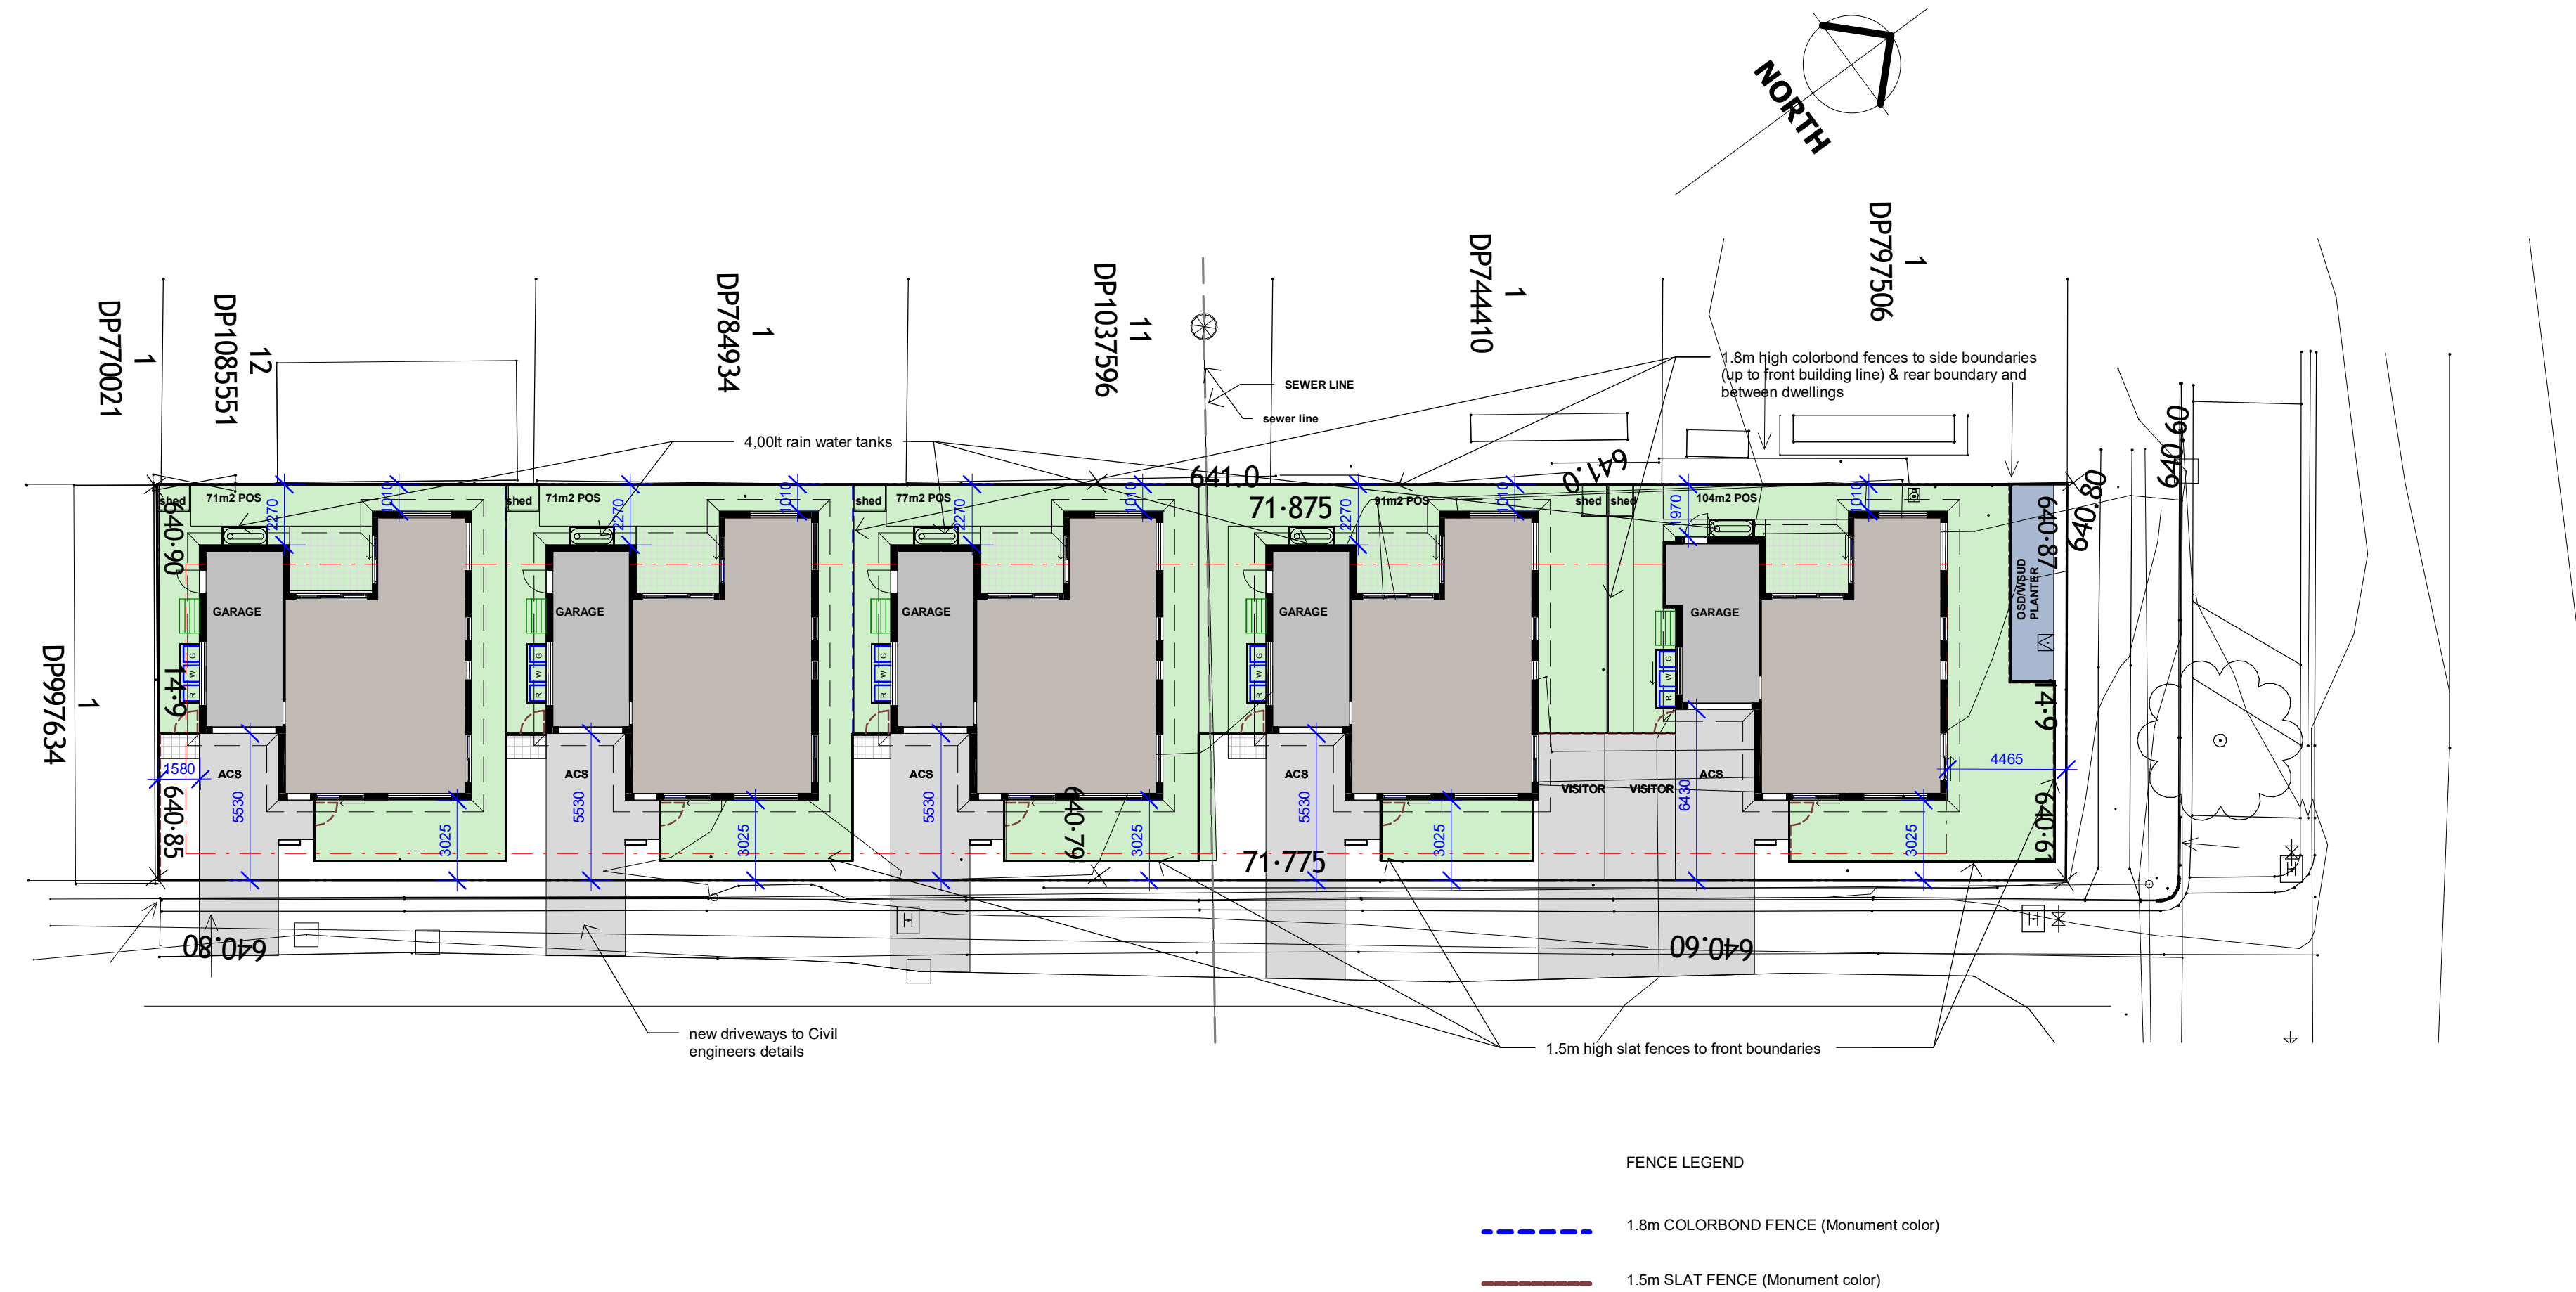 NORTH
1
DP770021
12
DP1085551
1
DP784934
11
DP1037596
1
DP744410
1
DP797506
1
DP997634
SEWER LINE
sewer line
1.8m high colorbond fences to side boundaries
(up to front building line) & rear boundary and
between dwellings
4,00lt rain water tanks
641.0
641.0
640.80
640.60
71·875
shed
71m2 POS
shed
71m2 POS
shed
77m2 POS
91m2 POS
shed
shed
104m2 POS
2270
1010
2270
1010
2270
1010
2270
1010
1970
1010
640·90
640·87
OSD/WSUD
PLANTER
GARAGE
GARAGE
GARAGE
GARAGE
GARAGE
R W G
R W G
R W G
R W G
R W G
14·9
14·9
1580
4465
ACS
ACS
ACS
ACS
ACS
VISITOR
VISITOR
640·85
640·79
640·61
5530
3025
5530
3025
5530
3025
5530
3025
6430
3025
71·775
H
H
H
640.80
640.60
new driveways to Civil
engineers details
1.5m high slat fences to front boundaries
FENCE LEGEND
1.8m COLORBOND FENCE (Monument color)
1.5m SLAT FENCE (Monument color)